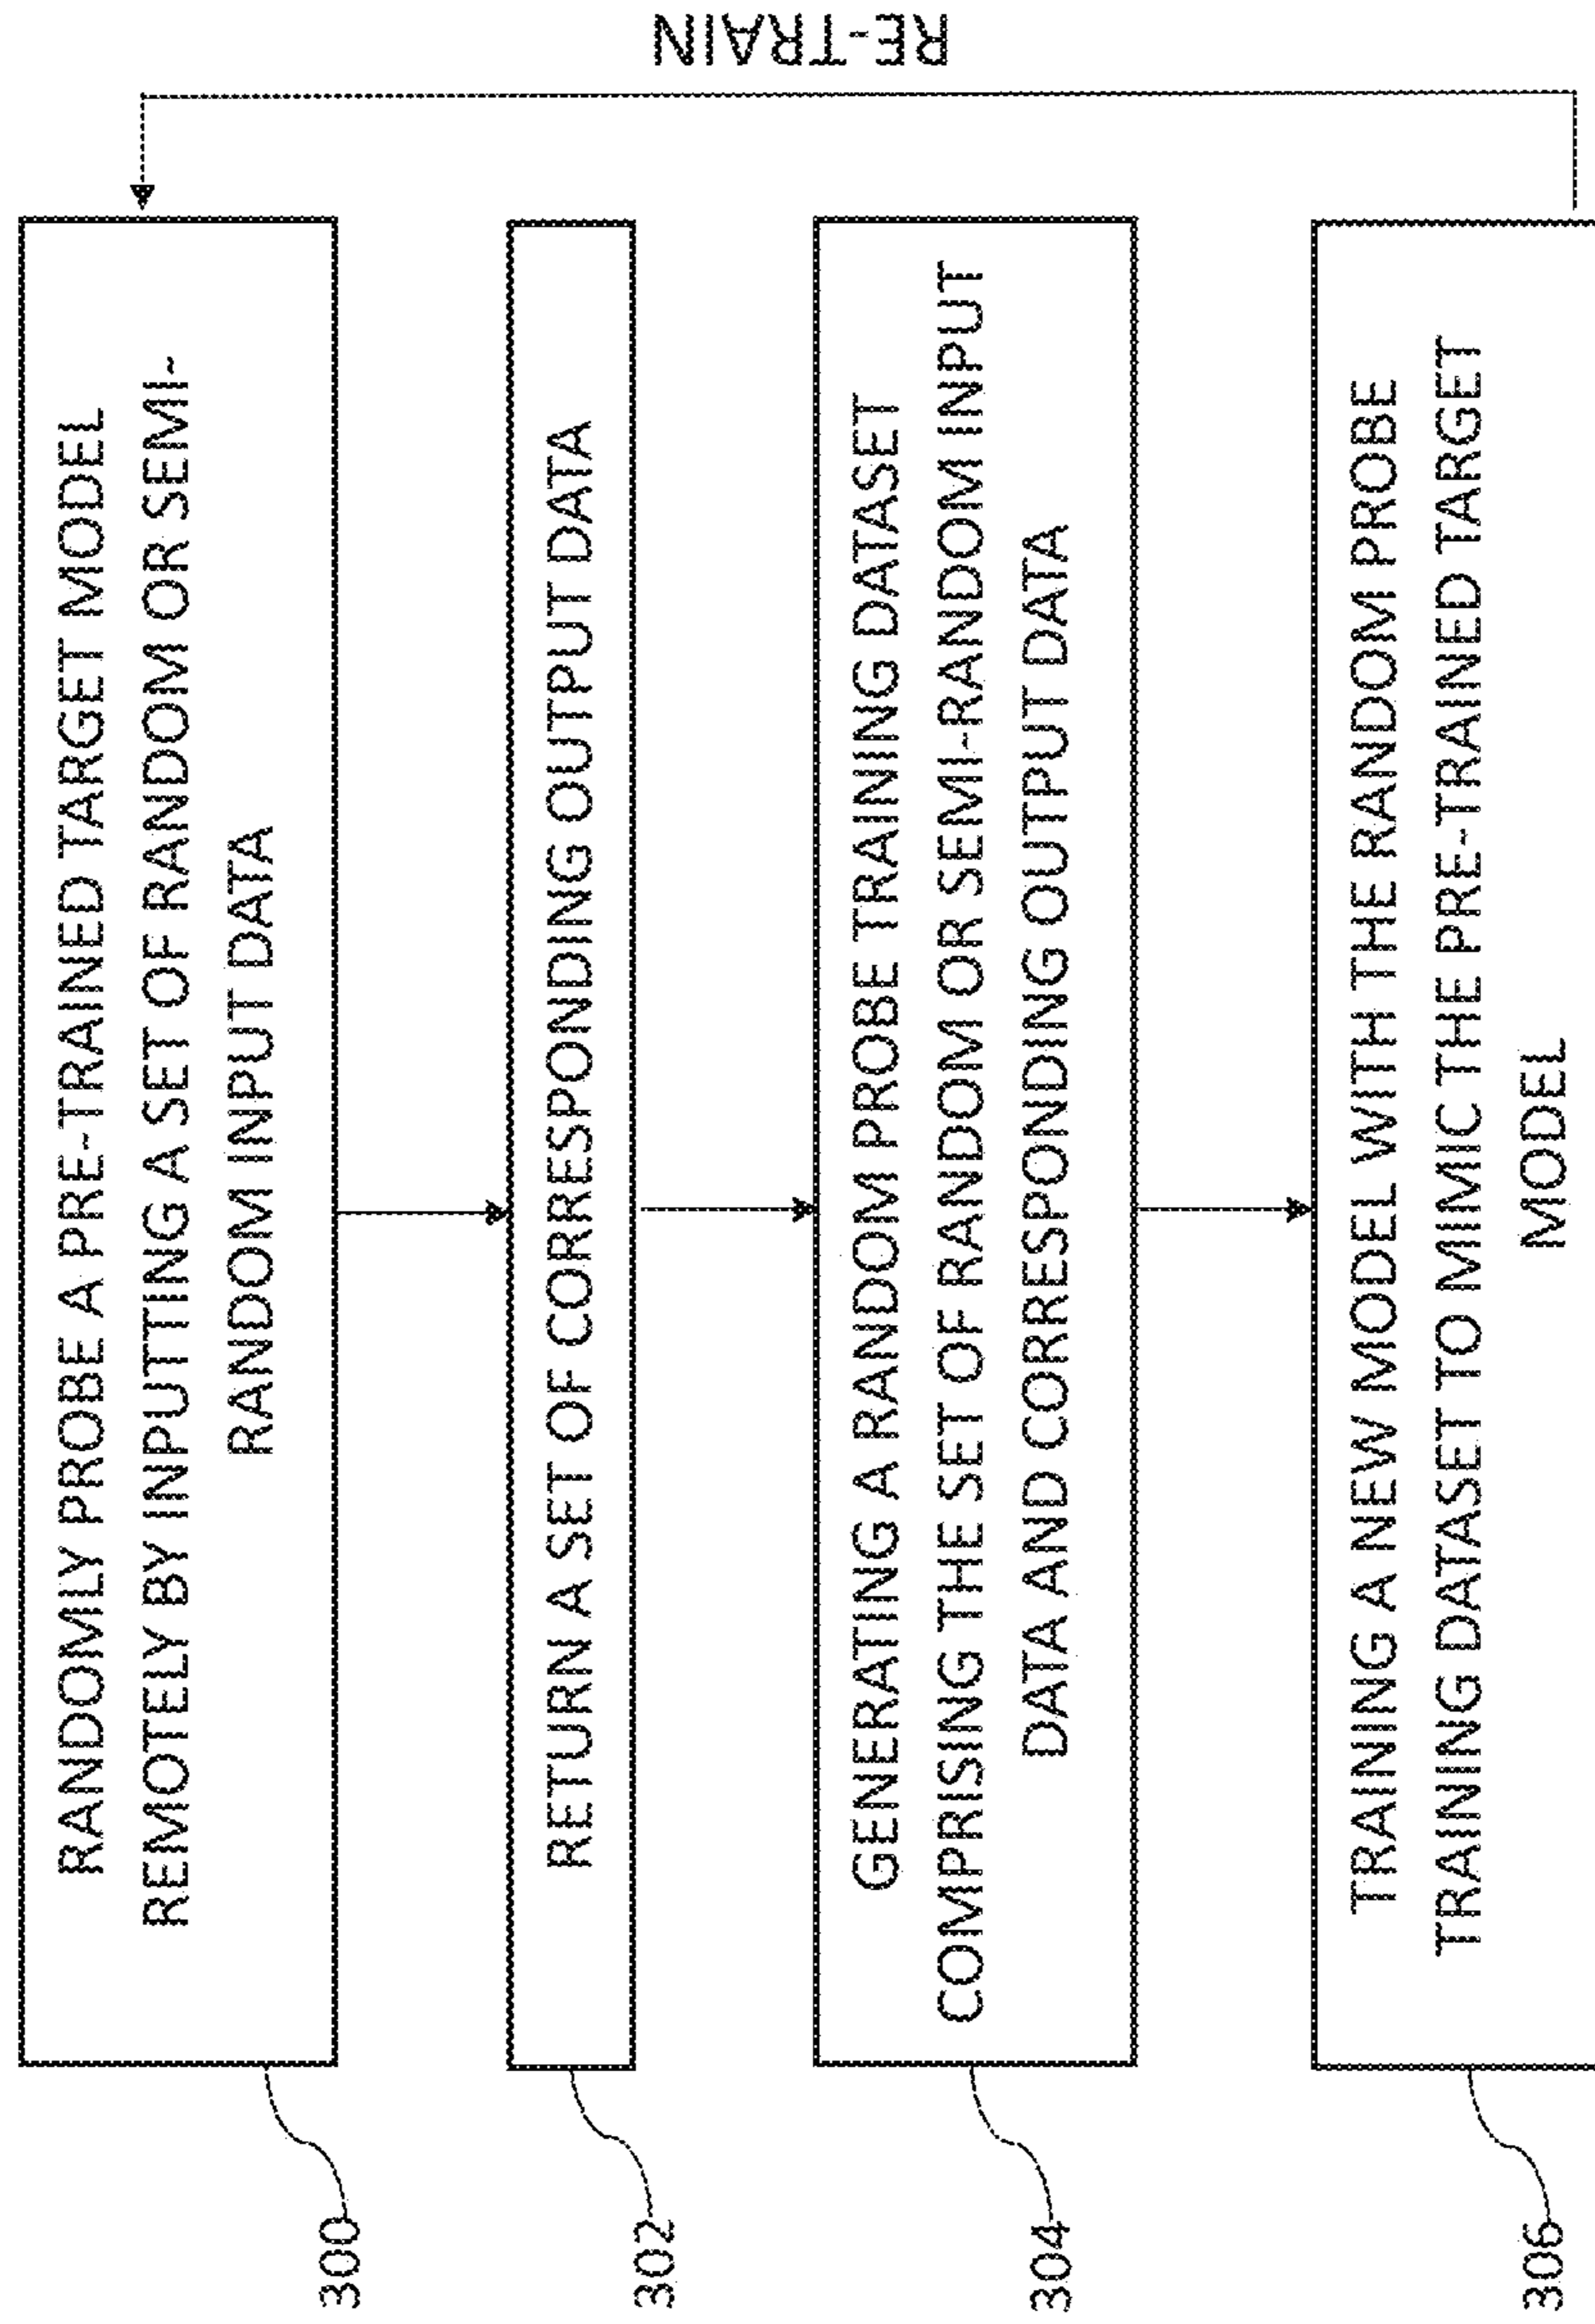 RE-TRAIN
300
RANDOMLY PROBE A PRE-TRAINED TARGET MODEL
REMOTELY BY INPUTTING A SET OF RANDOM OR SEMI-
RANDOM INPUT DATA
302
RETURN A SET OF CORRESPONDING OUTPUT DATA
304
GENERATING A RANDOM PROBE TRAINING DATASET
COMPRISING THE SET OF RANDOM OR SEMI-RANDOM INPUT
DATA AND CORRESPONDING OUTPUT DATA
306
TRAINING A NEW MODEL WITH THE RANDOM PROBE
TRAINING DATASET TO MIMIC THE PRE-TRAINED TARGET
MODEL